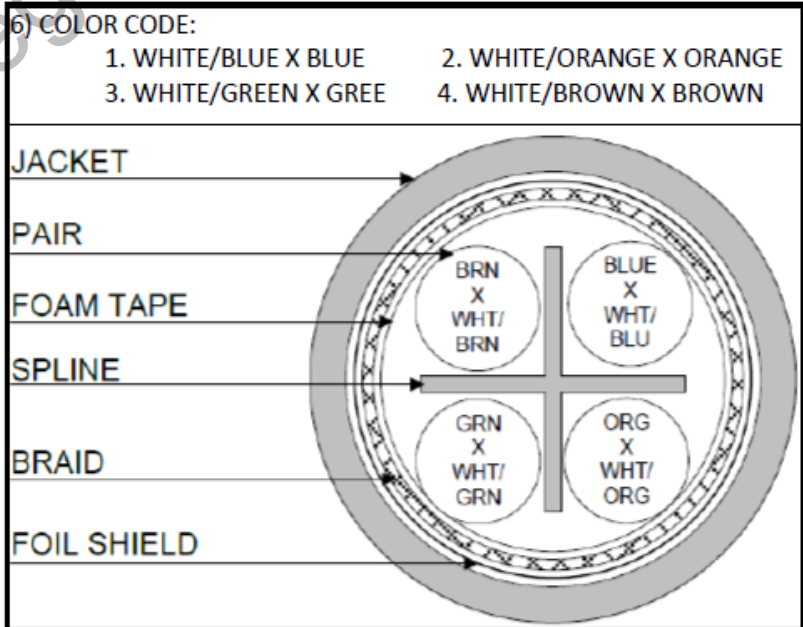 6) COLOR CODE:
1. WHITE/BLUE X BLUE 2. WHITE/ORANGE X ORANGE
3. WHITE/GREEN X GREE 4. WHITE/BROWN X BROWN
JACKET
PAIR
FOAM TAPE
SPLINE
BRAID
FOIL SHIELD
BRN
X
WHT/
BRN
BLUE
X
WHT/
BLU
GRN
X
WHT/
GRN
ORG
X
WHT/
ORG